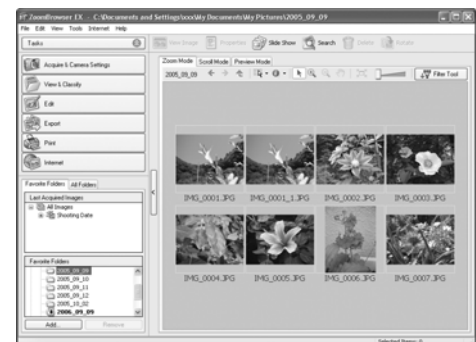 ZoomBrowser EX - C:\Documents and Settings\xxx\My Documents\My Pictures\2005_09_09
File Edit View Tools Internet Help
Tasks
View Image Properties Slide Show Search Delete Rotate
Acquire & Camera Settings
View & Classify
Edit
Export
Print
Internet
Zoom Mode Scroll Mode Preview Mode
2005_09_09
Filter Tool
IMG_0001.JPG IMG_0001_1.JPG IMG_0002.JPG IMG_0003.JPG
IMG_0004.JPG IMG_0005.JPG IMG_0006.JPG IMG_0007.JPG
Favorite Folders All Folders
Last Acquired Images
All Images
Shooting Date
Favorite Folders
2005_09_09
2005_09_10
2005_09_11
2005_09_12
2005_10_02
2006_09_09
Add... Remove
Selected Items: 0